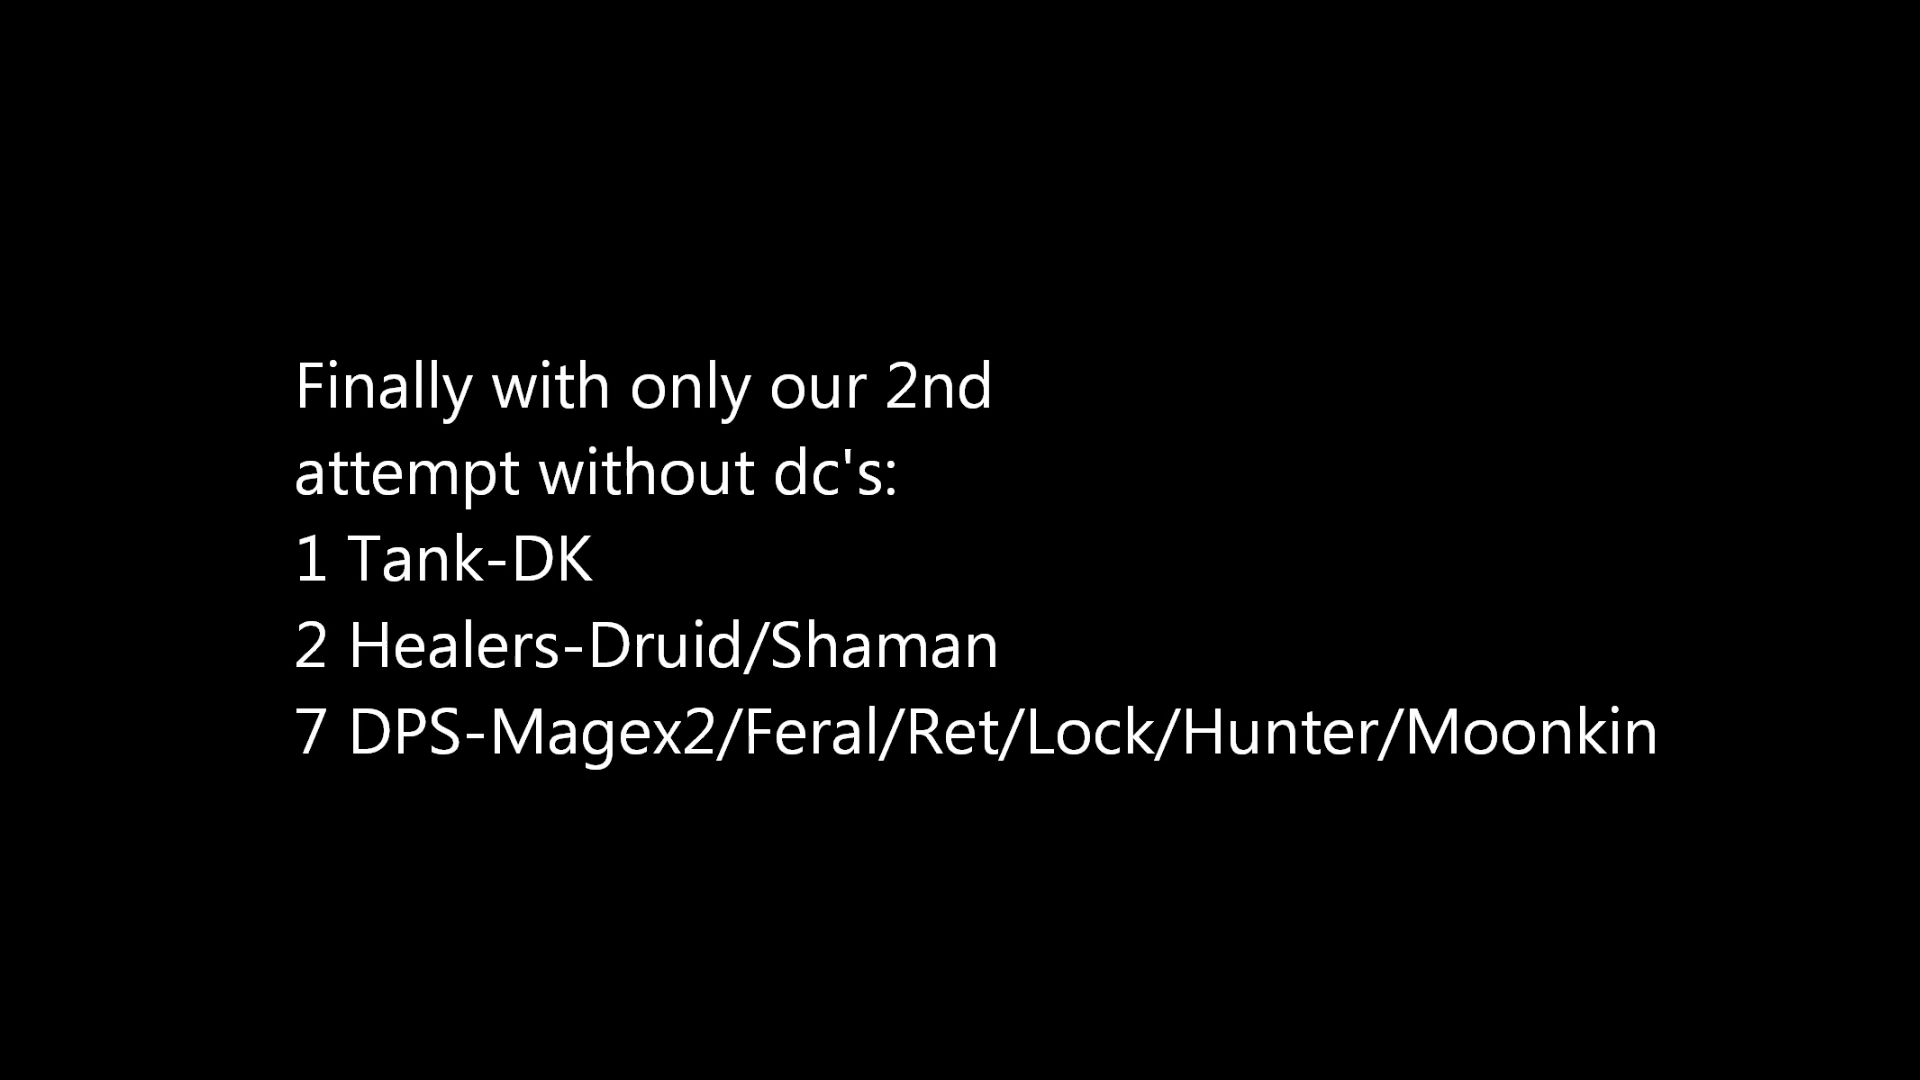 Finally with only our 2nd
attempt without dc's:
1 Tank-DK
2 Healers-Druid/Shaman
7 DPS-Magex2/Feral/Ret/Lock/Hunter/Moonkin